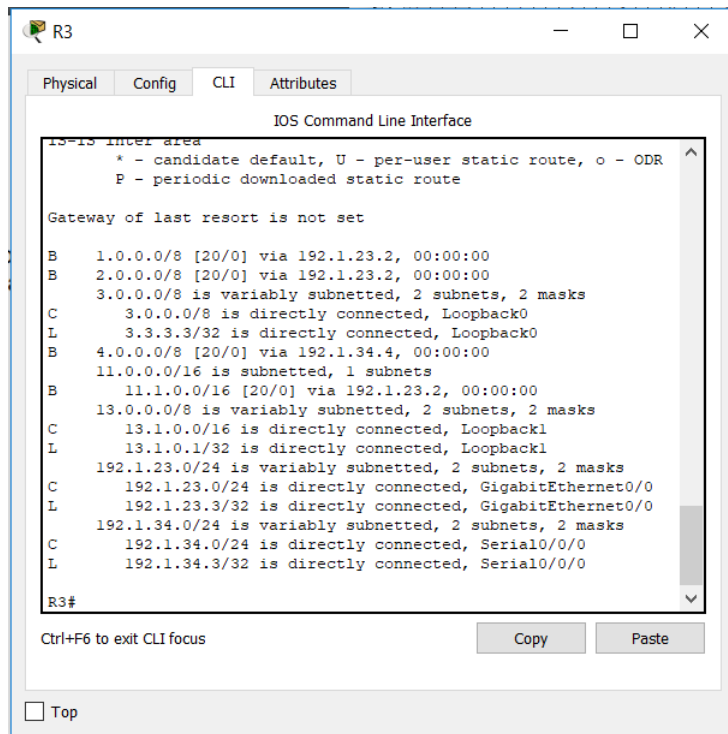 R3
Physical Config CLI Attributes
IOS Command Line Interface
IS-IS inter area
* - candidate default, U - per-user static route, o - ODR
P - periodic downloaded static route
Gateway of last resort is not set
B 1.0.0.0/8 [20/0] via 192.1.23.2, 00:00:00
B 2.0.0.0/8 [20/0] via 192.1.23.2, 00:00:00
3.0.0.0/8 is variably subnetted, 2 subnets, 2 masks
C 3.0.0.0/8 is directly connected, Loopback0
L 3.3.3.3/32 is directly connected, Loopback0
B 4.0.0.0/8 [20/0] via 192.1.34.4, 00:00:00
11.0.0.0/16 is subnetted, 1 subnets
B 11.1.0.0/16 [20/0] via 192.1.23.2, 00:00:00
13.0.0.0/8 is variably subnetted, 2 subnets, 2 masks
C 13.1.0.0/16 is directly connected, Loopback1
L 13.1.0.1/32 is directly connected, Loopback1
192.1.23.0/24 is variably subnetted, 2 subnets, 2 masks
C 192.1.23.0/24 is directly connected, GigabitEthernet0/0
L 192.1.23.3/32 is directly connected, GigabitEthernet0/0
192.1.34.0/24 is variably subnetted, 2 subnets, 2 masks
C 192.1.34.0/24 is directly connected, Serial0/0/0
L 192.1.34.3/32 is directly connected, Serial0/0/0
R3#
Ctrl+F6 to exit CLI focus
Copy Paste
Top